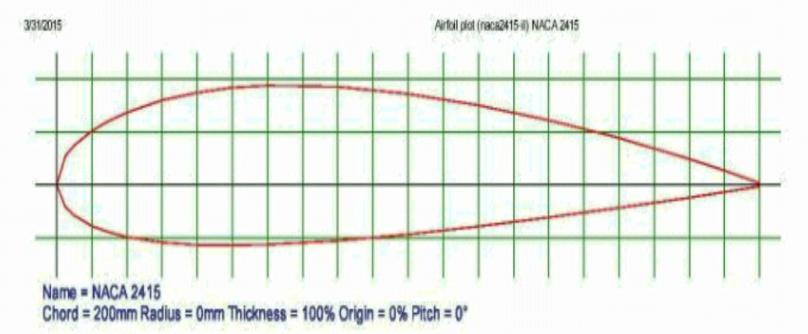 3/31/2015
Airfoil plot (naca2415-il) NACA 2415
Name = NACA 2415
Chord = 200mm Radius = 0mm Thickness = 100% Origin = 0% Pitch = 0°